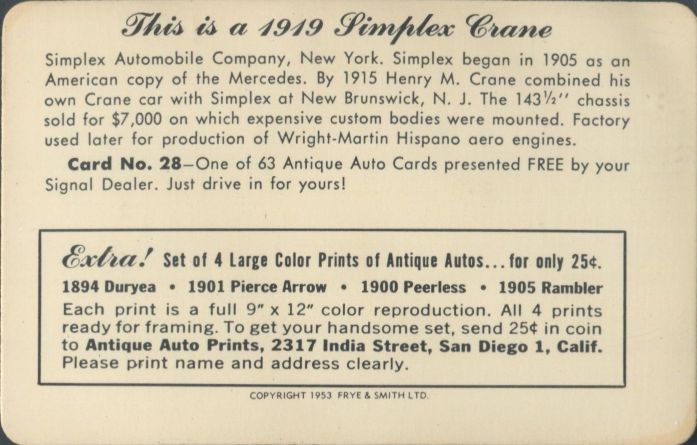 This is a 1919 Simplex Crane
Simplex Automobile Company, New York. Simplex began in 1905 as an
American copy of the Mercedes. By 1915 Henry M. Crane combined his
own Crane car with Simplex at New Brunswick, N. J. The 143½″ chassis
sold for $7,000 on which expensive custom bodies were mounted. Factory
used later for production of Wright-Martin Hispano aero engines.
Card No. 28—One of 63 Antique Auto Cards presented FREE by your
Signal Dealer. Just drive in for yours!
Extra! Set of 4 Large Color Prints of Antique Autos...for only 25¢.
1894 Duryea • 1901 Pierce Arrow • 1900 Peerless • 1905 Rambler
Each print is a full 9″ x 12″ color reproduction. All 4 prints
ready for framing. To get your handsome set, send 25¢ in coin
to Antique Auto Prints, 2317 India Street, San Diego 1, Calif.
Please print name and address clearly.
COPYRIGHT 1953 FRYE & SMITH LTD.